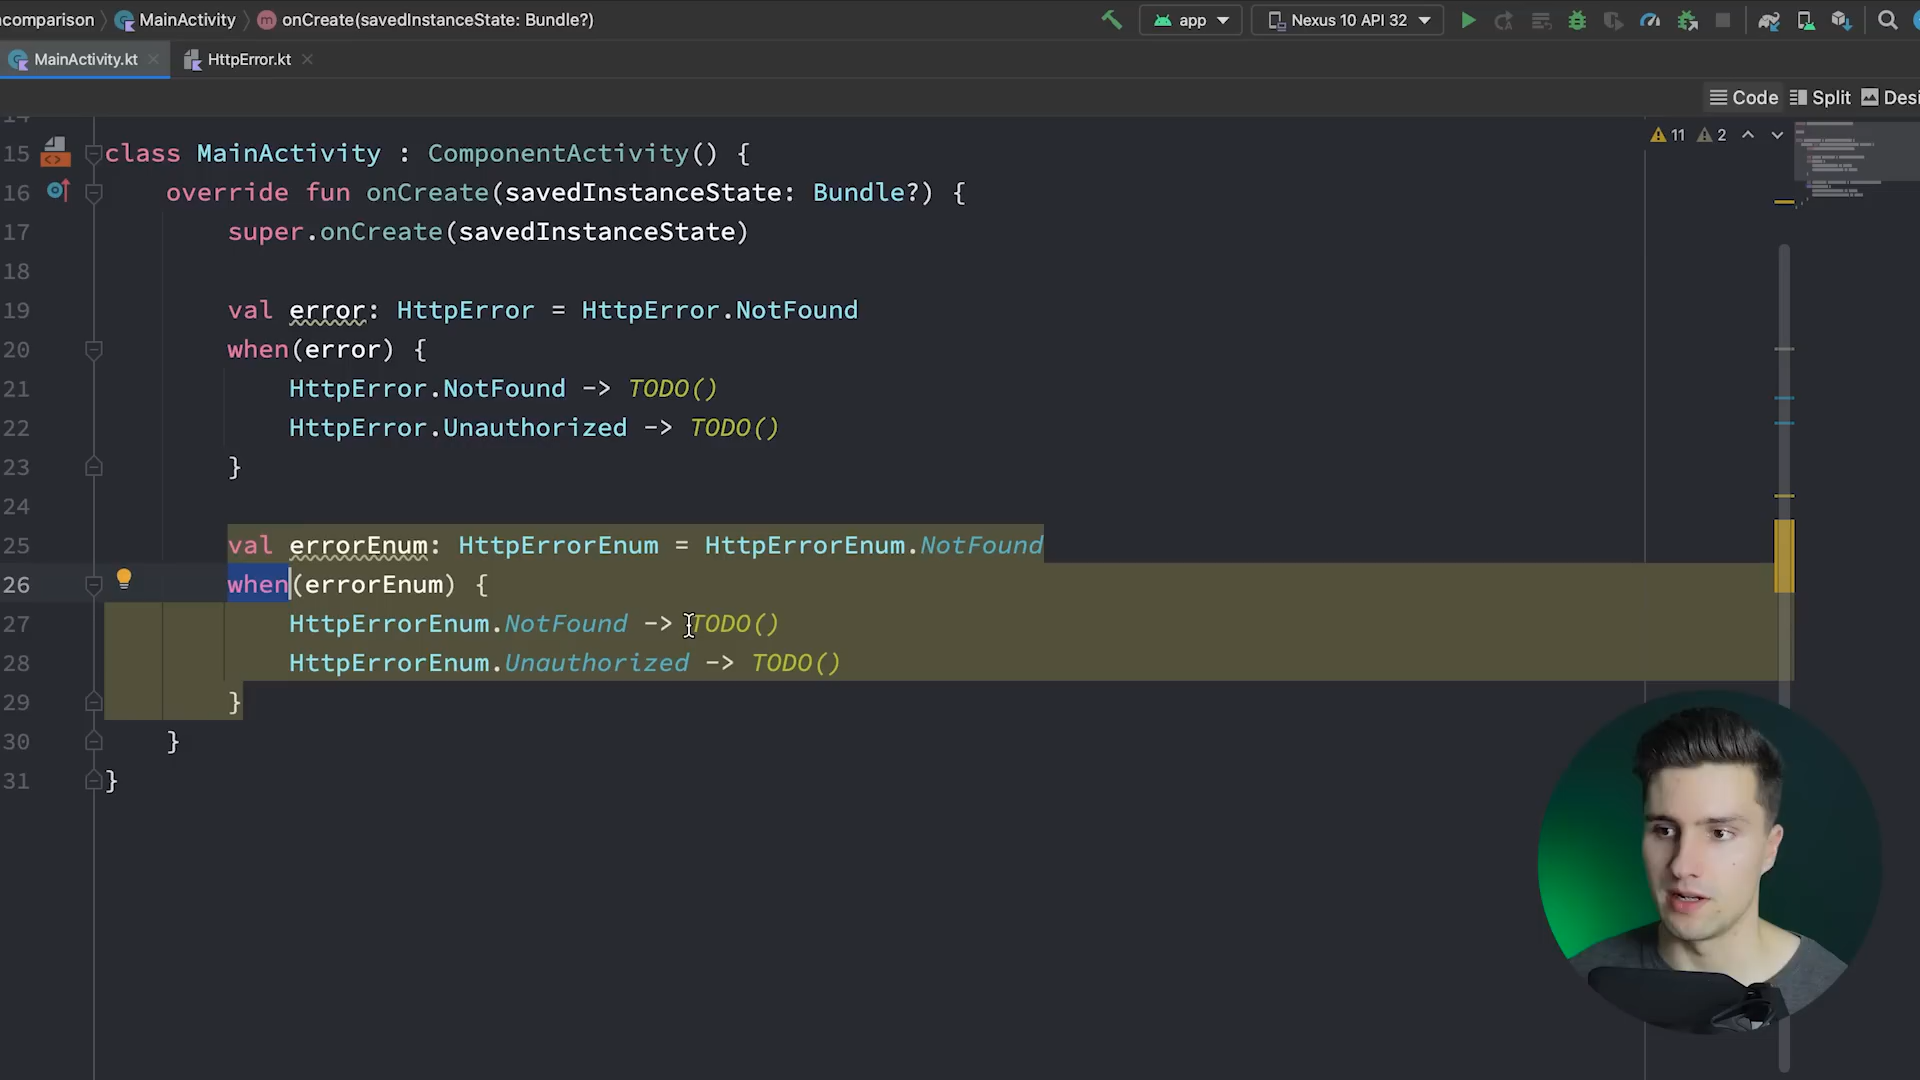 comparison MainActivity onCreate(savedInstanceState: Bundle?) app Nexus 10 API 32
MainActivity.kt HttpError.kt
Code Split Desi
14
11 2
15 class MainActivity : ComponentActivity() {
16 override fun onCreate(savedInstanceState: Bundle?) {
17 super.onCreate(savedInstanceState)
18
19 val error: HttpError = HttpError.NotFound
20 when(error) {
21 HttpError.NotFound -> TODO()
22 HttpError.Unauthorized -> TODO()
23 }
24
25 val errorEnum: HttpErrorEnum = HttpErrorEnum.NotFound
26 when(errorEnum) {
27 HttpErrorEnum.NotFound -> TODO()
28 HttpErrorEnum.Unauthorized -> TODO()
29 }
30 }
31 }